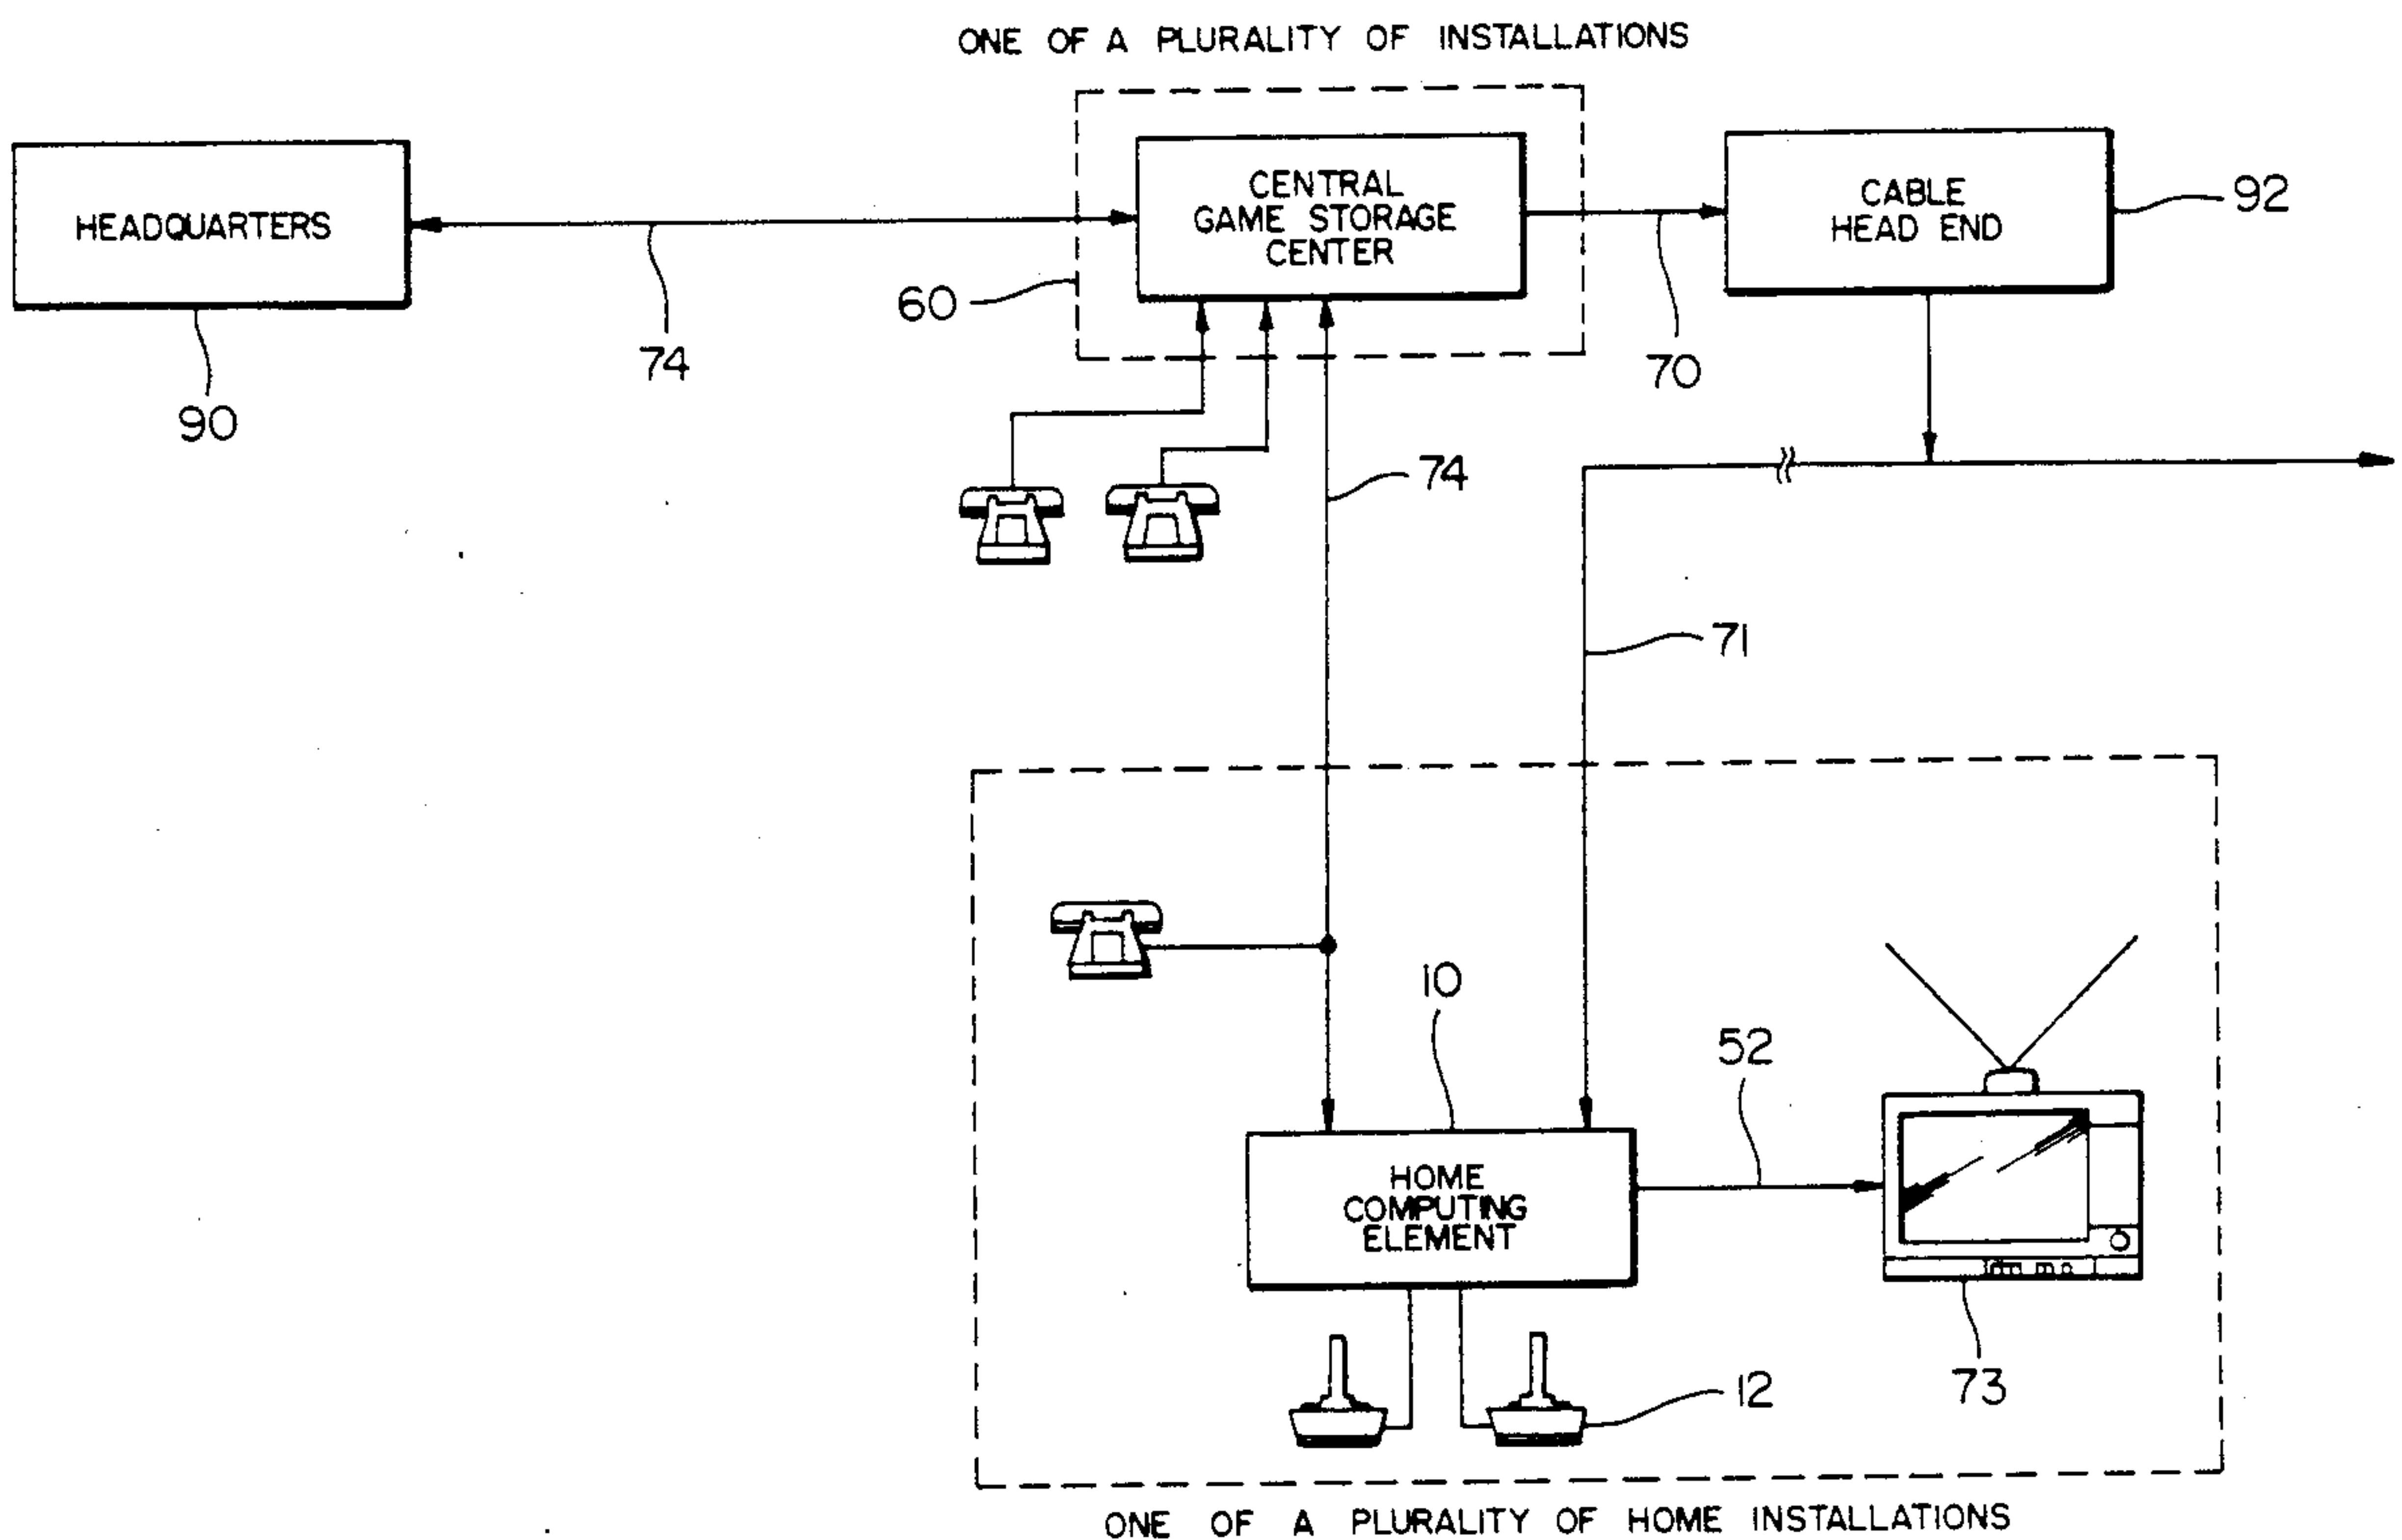 ONE OF A PLURALITY OF INSTALLATIONS
HEADQUARTERS
CENTRAL
GAME STORAGE
CENTER
CABLE
HEAD END
92
60
74
70
90
74
71
10
52
HOME
COMPUTING
ELEMENT
12
73
ONE OF A PLURALITY OF HOME INSTALLATIONS